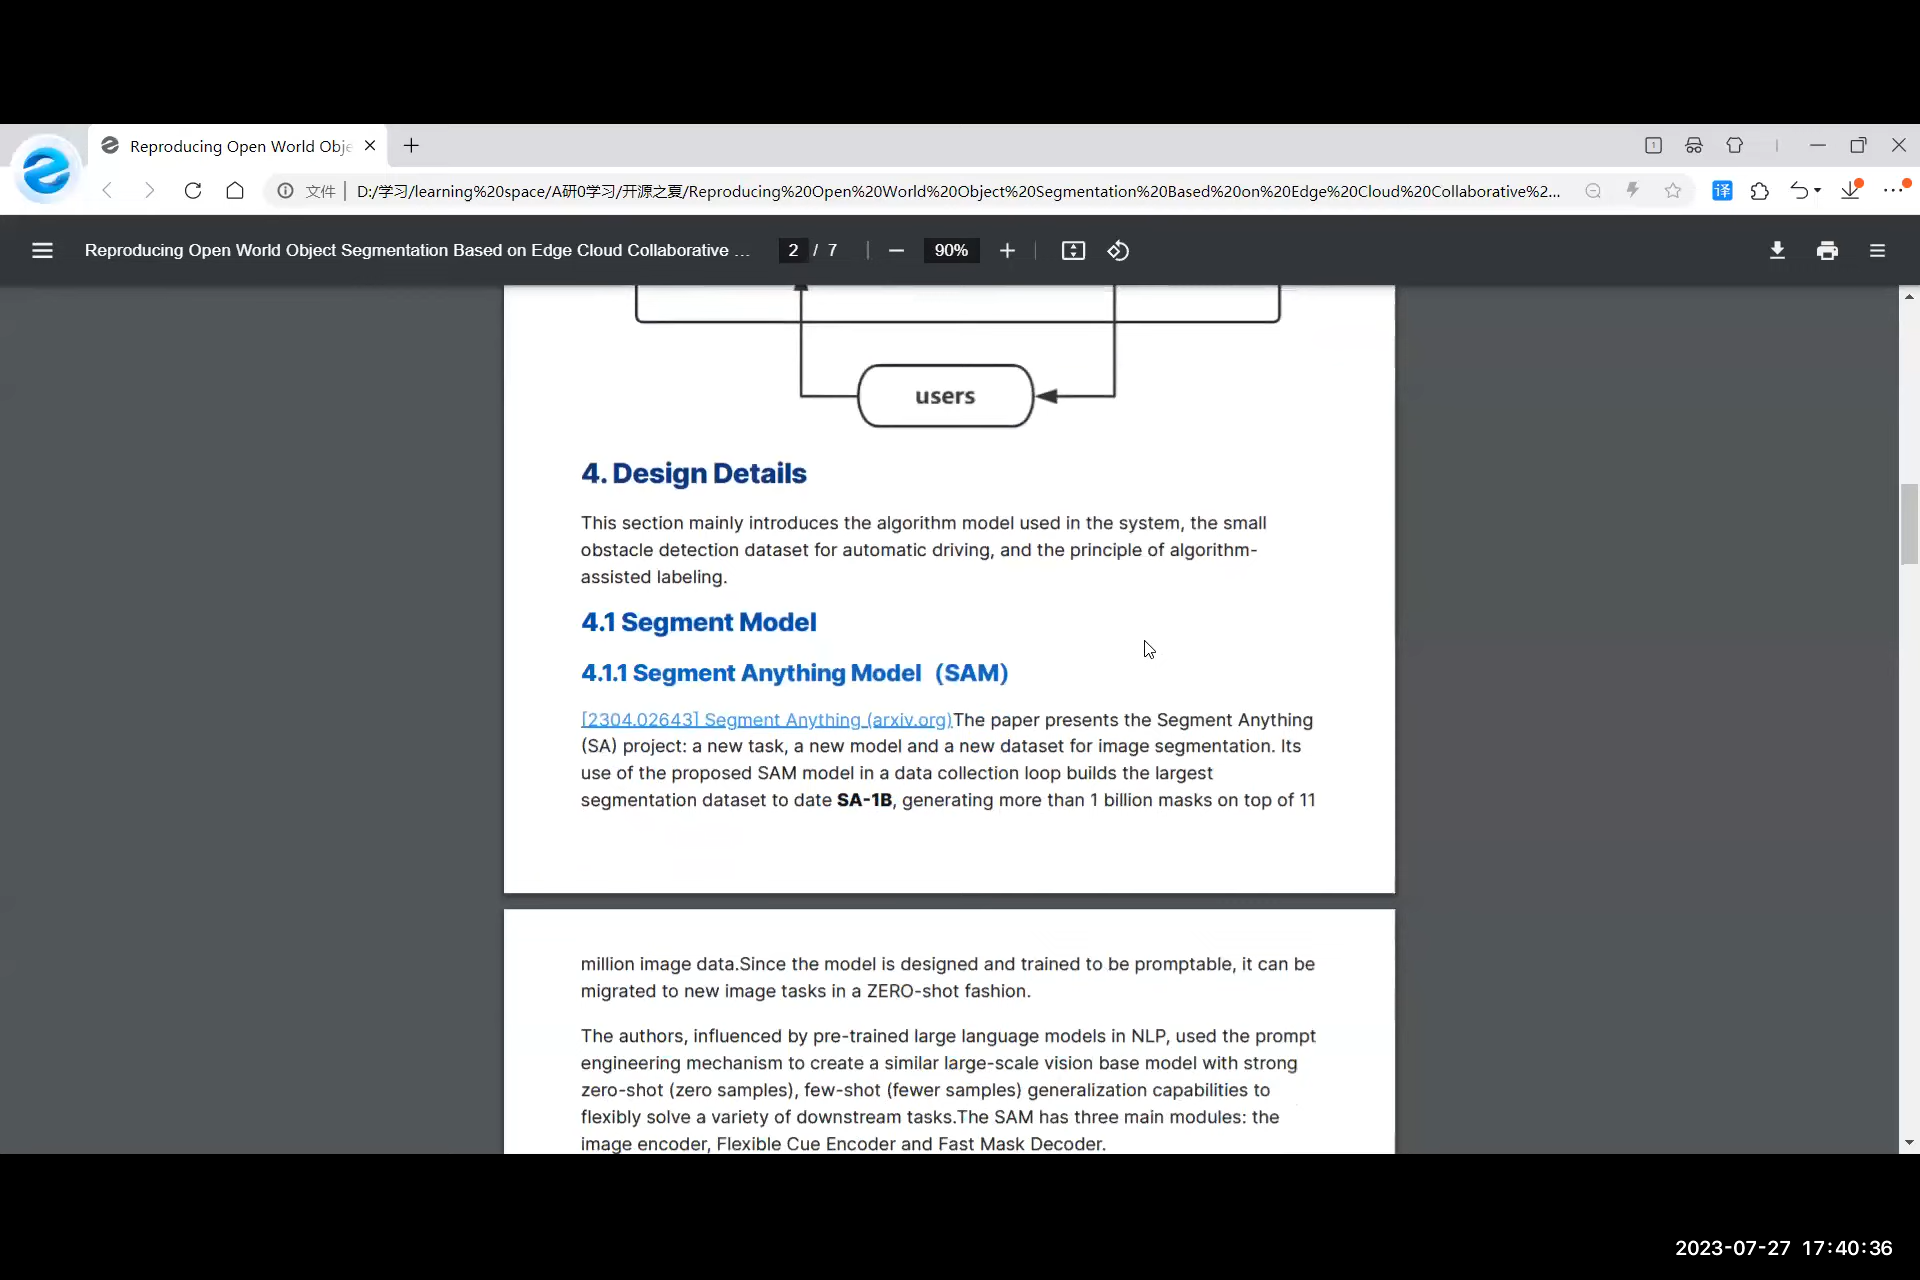 Reproducing Open World Obje
文件 D:/学习/learning%20space/A研0学习/开源之夏/Reproducing%20Open%20World%20Object%20Segmentation%20Based%20on%20Edge%20Cloud%20Collaborative%2...
译
Reproducing Open World Object Segmentation Based on Edge Cloud Collaborative ... 2 / 7 90%
users
4. Design Details
This section mainly introduces the algorithm model used in the system, the small
obstacle detection dataset for automatic driving, and the principle of algorithm-
assisted labeling.
4.1 Segment Model
4.1.1 Segment Anything Model（SAM）
[2304.02643] Segment Anything (arxiv.org)The paper presents the Segment Anything
(SA) project: a new task, a new model and a new dataset for image segmentation. Its
use of the proposed SAM model in a data collection loop builds the largest
segmentation dataset to date SA-1B, generating more than 1 billion masks on top of 11
million image data.Since the model is designed and trained to be promptable, it can be
migrated to new image tasks in a ZERO-shot fashion.
The authors, influenced by pre-trained large language models in NLP, used the prompt
engineering mechanism to create a similar large-scale vision base model with strong
zero-shot (zero samples), few-shot (fewer samples) generalization capabilities to
flexibly solve a variety of downstream tasks.The SAM has three main modules: the
image encoder, Flexible Cue Encoder and Fast Mask Decoder.
2023-07-27 17:40:36